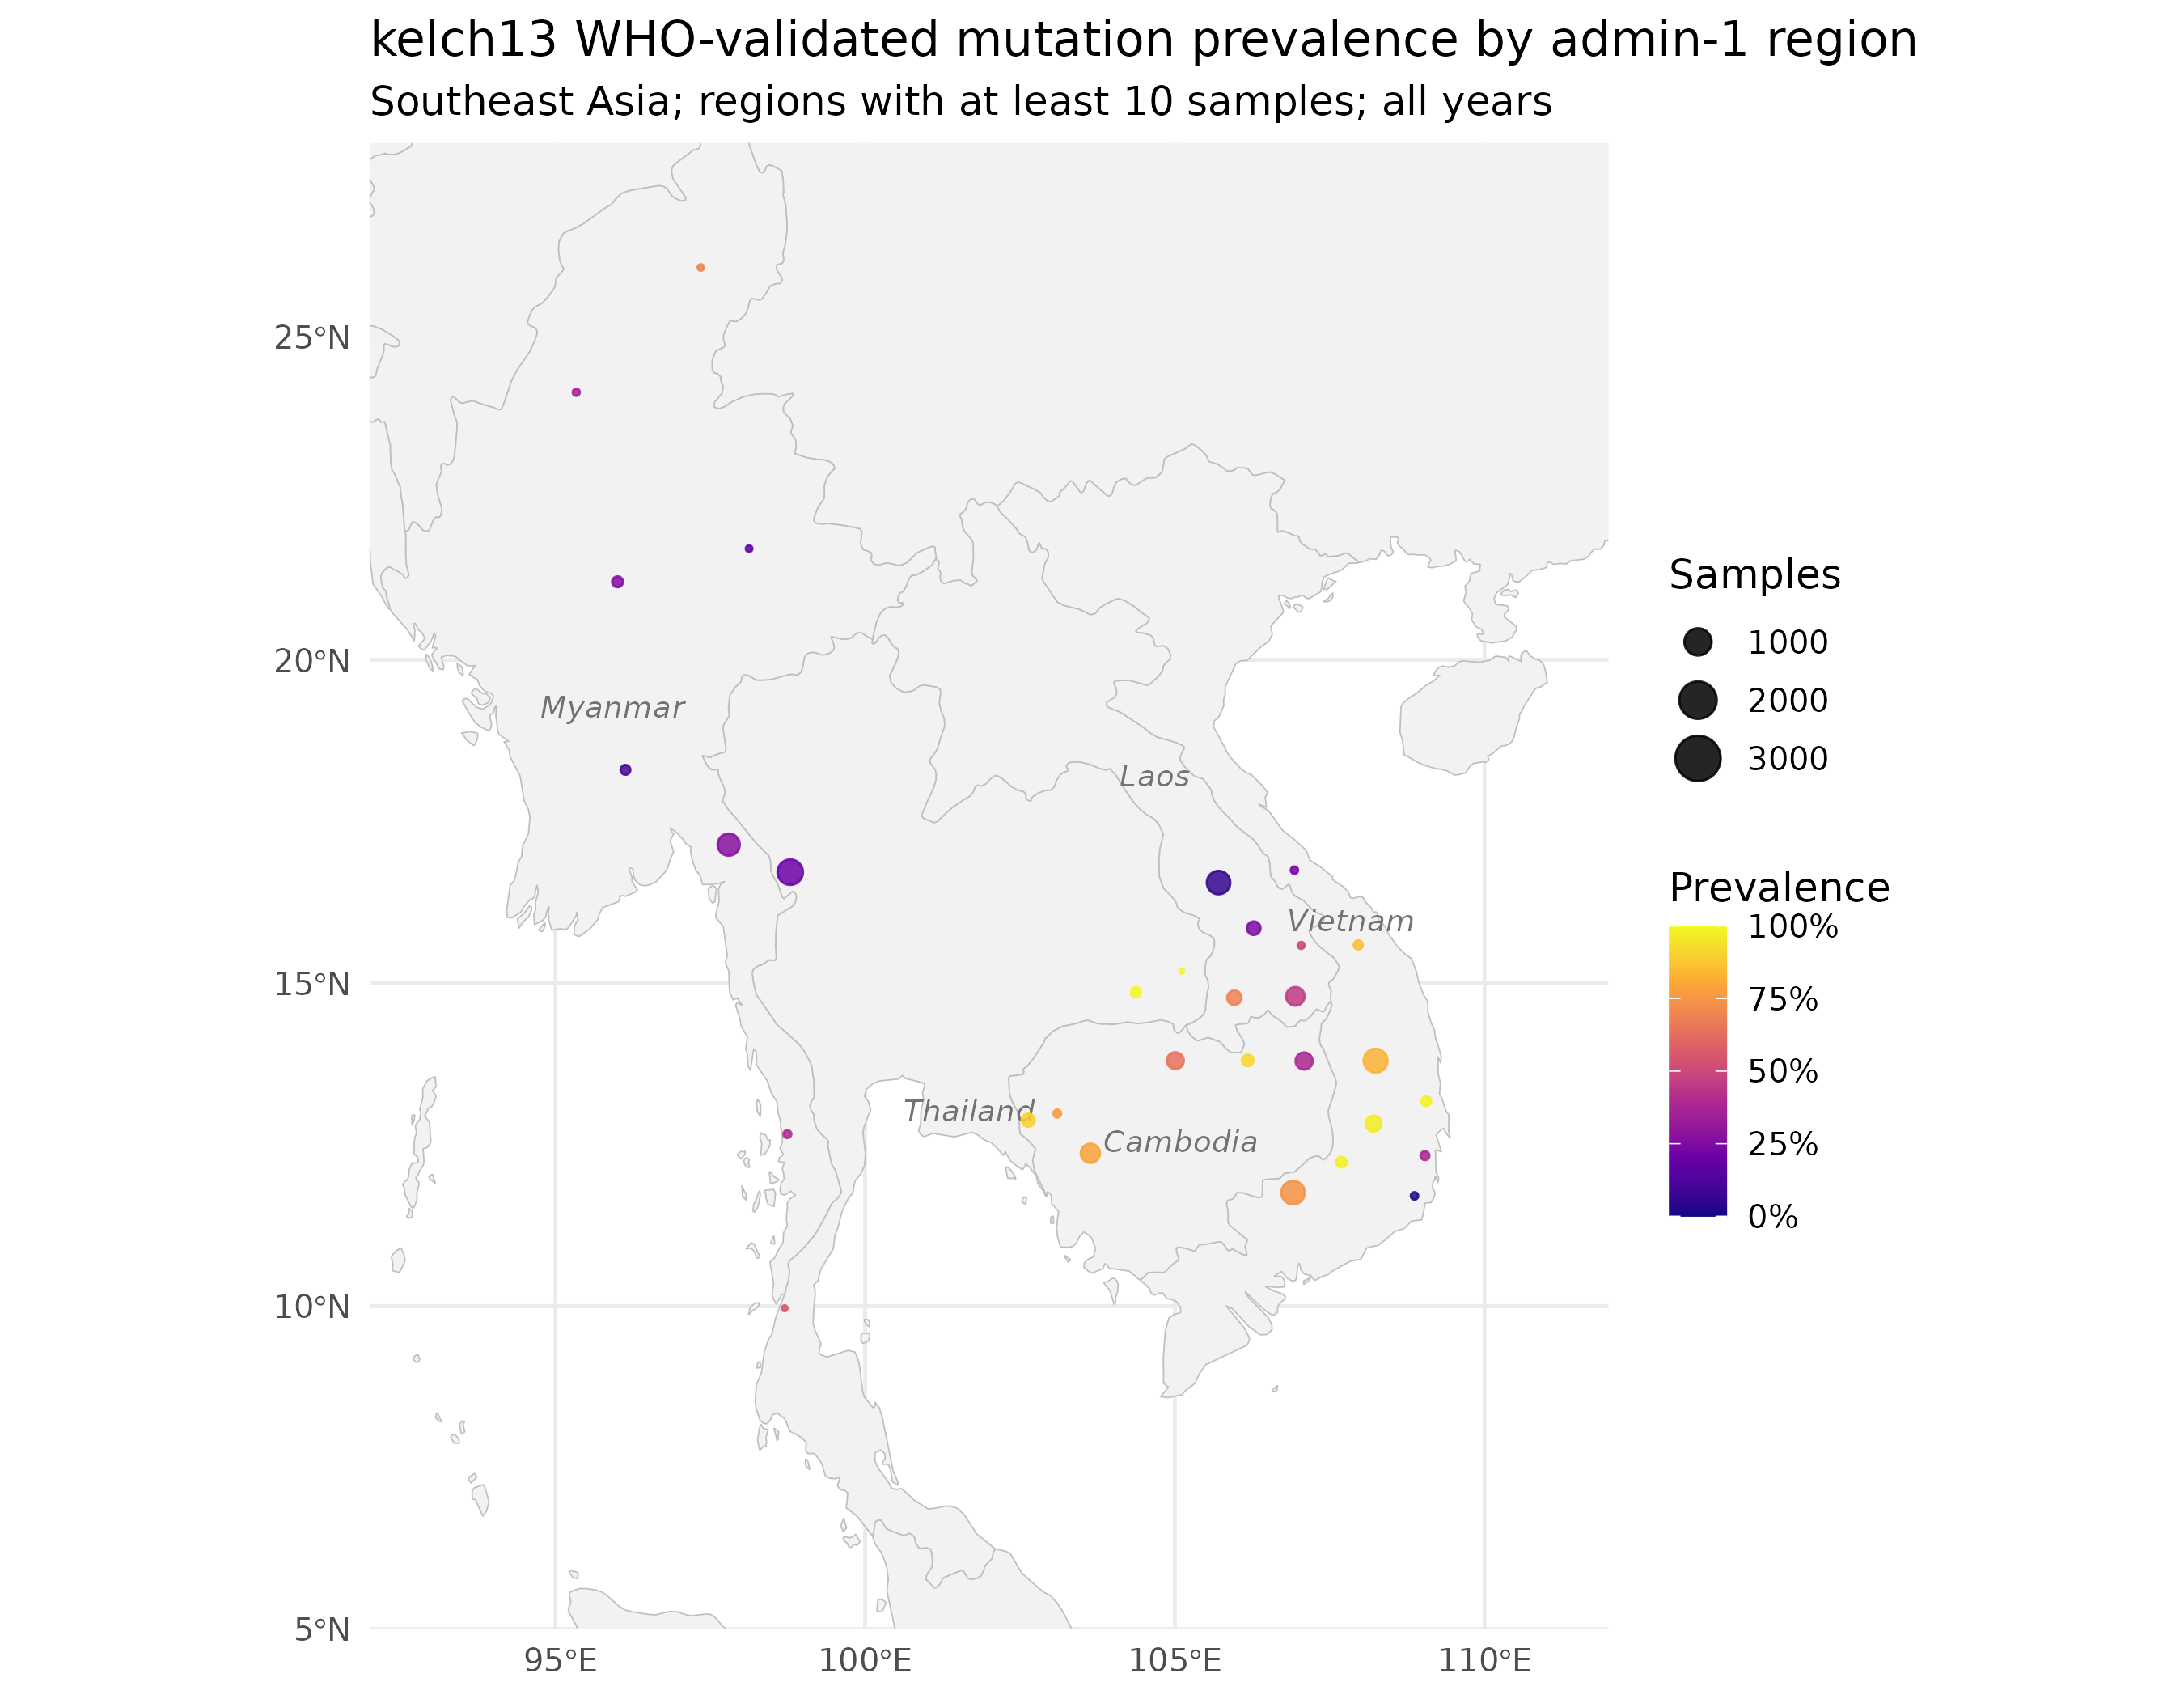 kelch13 WHO-validated mutation prevalence by admin-1 region
Southeast Asia; regions with at least 10 samples; all years
25°N
20°N
15°N
10°N
5°N
95°E
100°E
105°E
110°E
Myanmar
Laos
Vietnam
Thailand
Cambodia
Samples
1000
2000
3000
Prevalence
100%
75%
50%
25%
0%